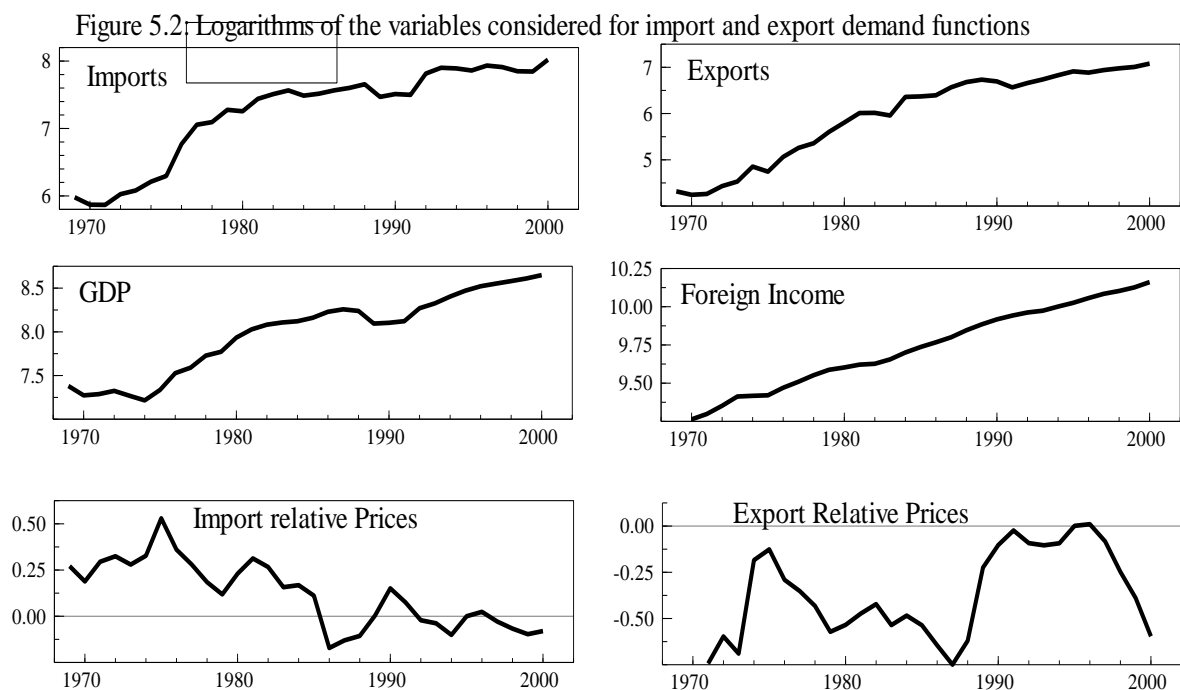 Figure 5.2. Logarithms of the variables considered for import and export demand functions
Imports
8
7
6
1970 1980 1990 2000
Exports
7
6
5
1970 1980 1990 2000
GDP
8.5
8.0
7.5
1970 1980 1990 2000
Foreign Income
10.25
10.00
9.75
9.50
1970 1980 1990 2000
Import relative Prices
0.50
0.25
0.00
1970 1980 1990 2000
Export Relative Prices
0.00
-0.25
-0.50
1970 1980 1990 2000